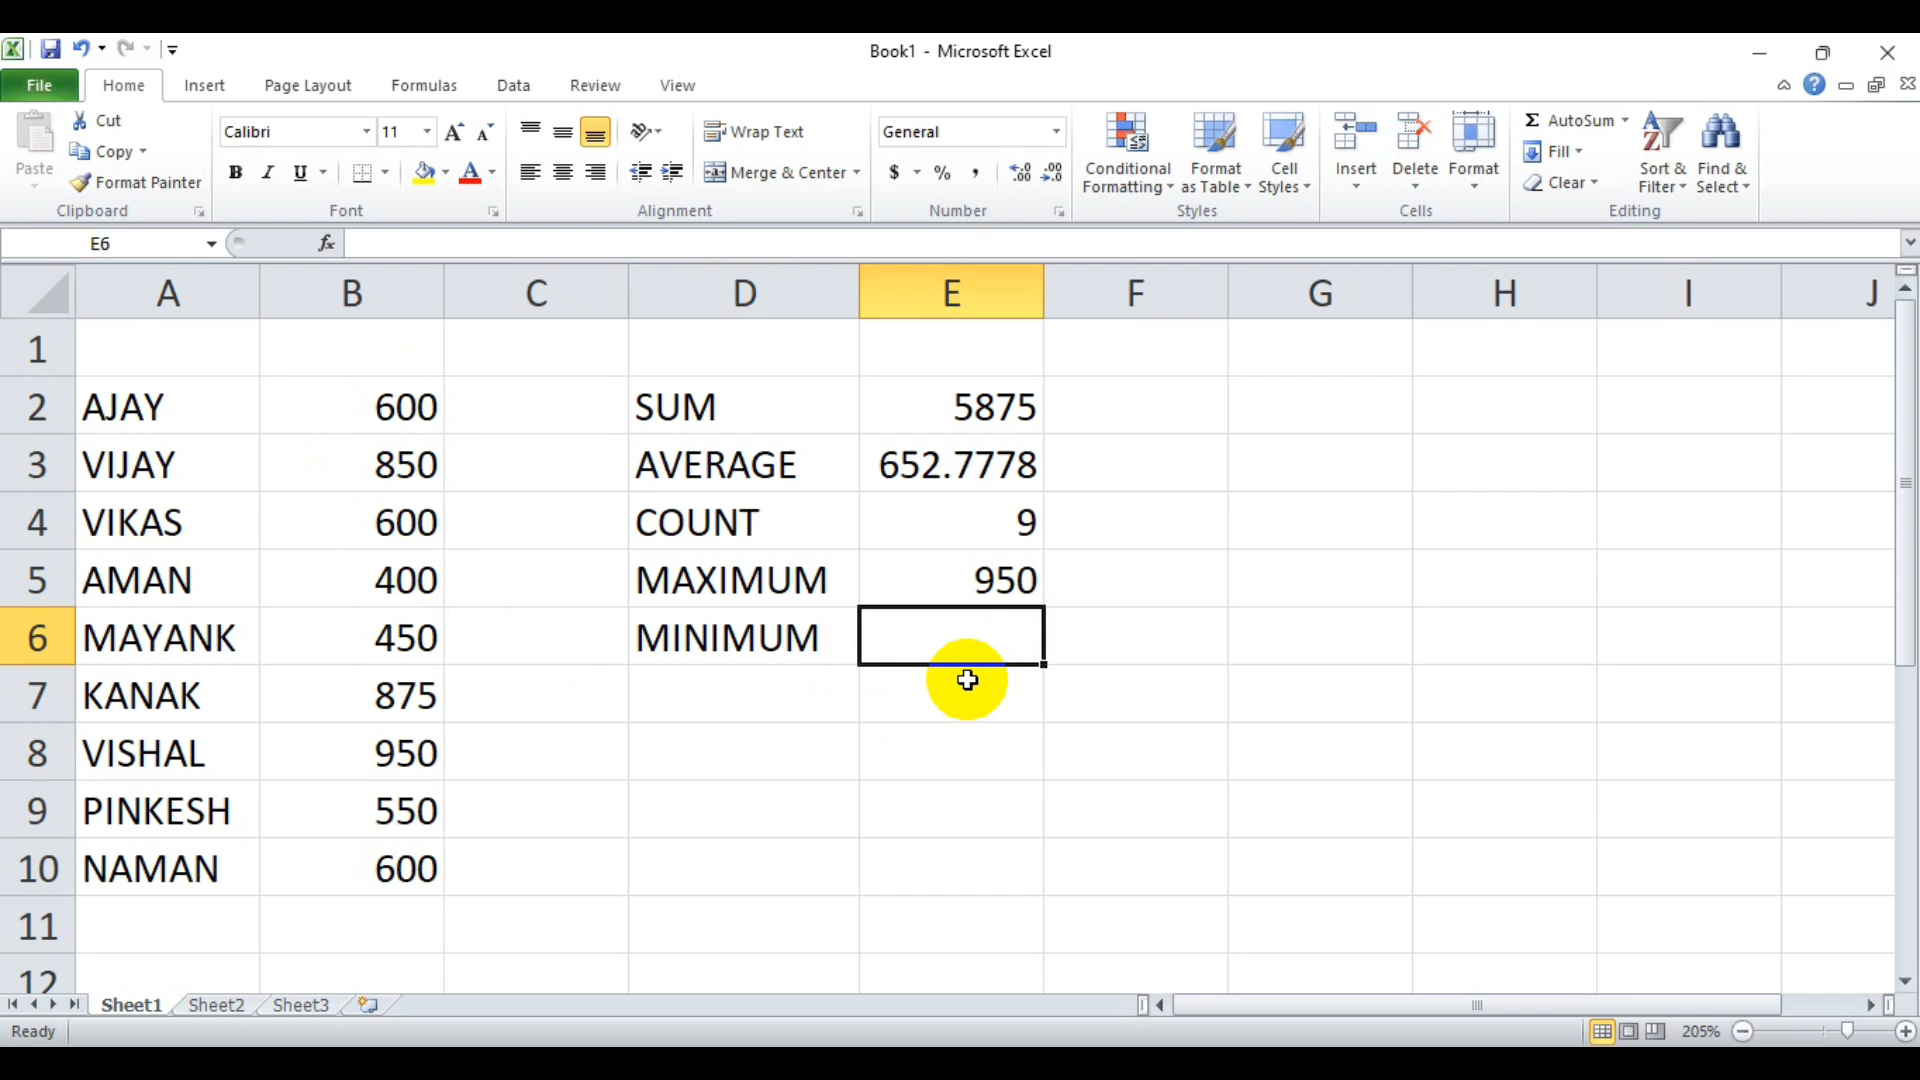 Book1 - Microsoft Excel
File Home Insert Page Layout Formulas Data Review View
Paste
Cut
Copy
Format Painter
Clipboard
Calibri 11
B I U
Font
Wrap Text
Merge & Center
Alignment
General
$ % ,
Number
Conditional Formatting
Format as Table
Cell Styles
Styles
Insert Delete Format
Cells
Σ AutoSum
Fill
Clear
Sort & Filter
Find & Select
Editing
E6 fx
A B C D E F G H I J
1
2 AJAY 600 SUM 5875
3 VIJAY 850 AVERAGE 652.7778
4 VIKAS 600 COUNT 9
5 AMAN 400 MAXIMUM 950
6 MAYANK 450 MINIMUM
7 KANAK 875
8 VISHAL 950
9 PINKESH 550
10 NAMAN 600
11
12
Sheet1 Sheet2 Sheet3
Ready 205%